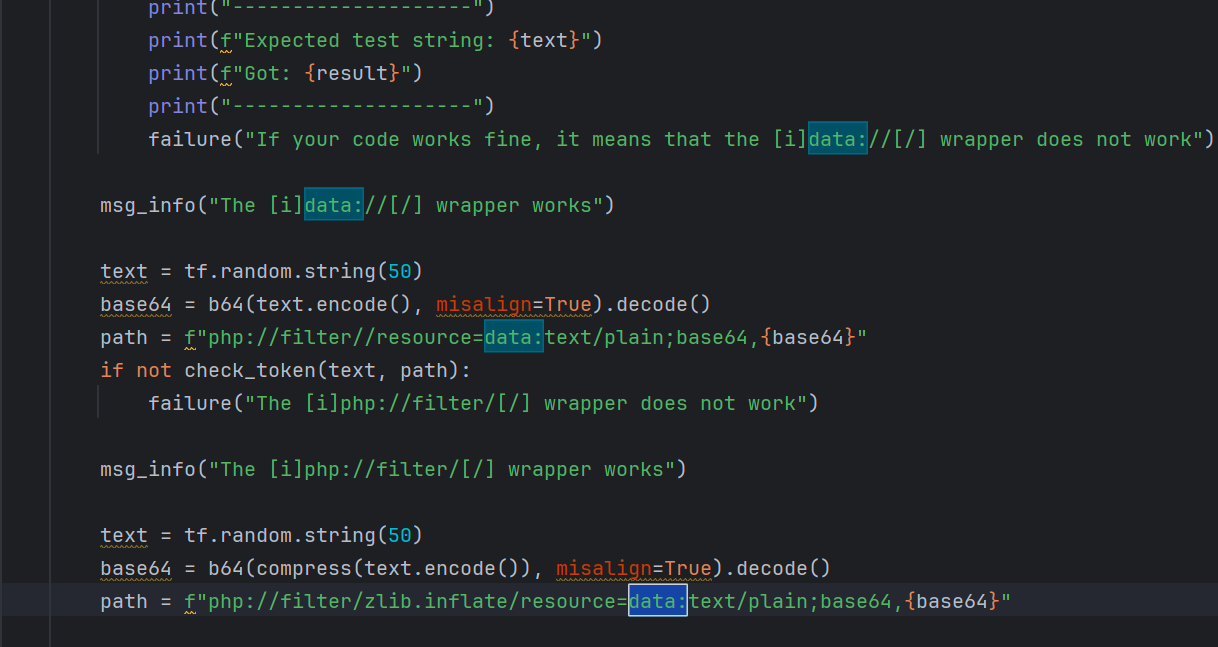 print("--------------------")
print(f"Expected test string: {text}")
print(f"Got: {result}")
print("--------------------")
failure("If your code works fine, it means that the [i]data://[/] wrapper does not work")
msg_info("The [i]data://[/] wrapper works")
text = tf.random.string(50)
base64 = b64(text.encode(), misalign=True).decode()
path = f"php://filter//resource=data:text/plain;base64,{base64}"
if not check_token(text, path):
failure("The [i]php://filter/[/] wrapper does not work")
msg_info("The [i]php://filter/[/] wrapper works")
text = tf.random.string(50)
base64 = b64(compress(text.encode()), misalign=True).decode()
path = f"php://filter/zlib.inflate/resource=data:text/plain;base64,{base64}"